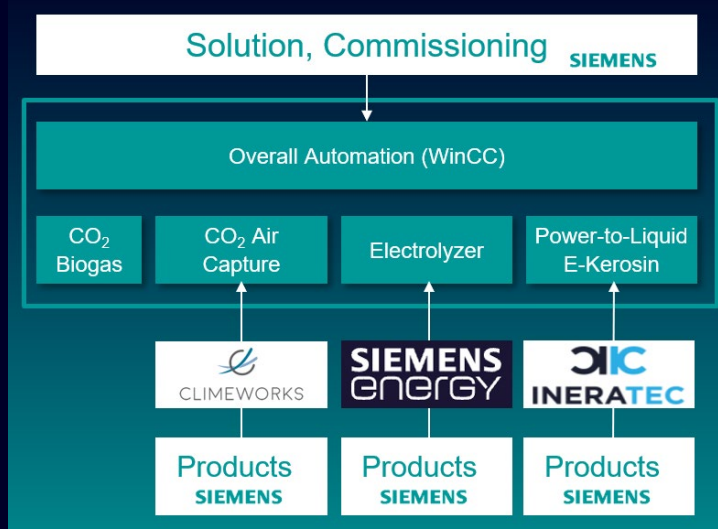 Solution, Commissioning SIEMENS
Overall Automation (WinCC)
CO₂ Biogas
CO₂ Air Capture
Electrolyzer
Power-to-Liquid
E-Kerosin
CLIMEWORKS
SIEMENS
energy
INERATEC
Products
SIEMENS
Products
SIEMENS
Products
SIEMENS